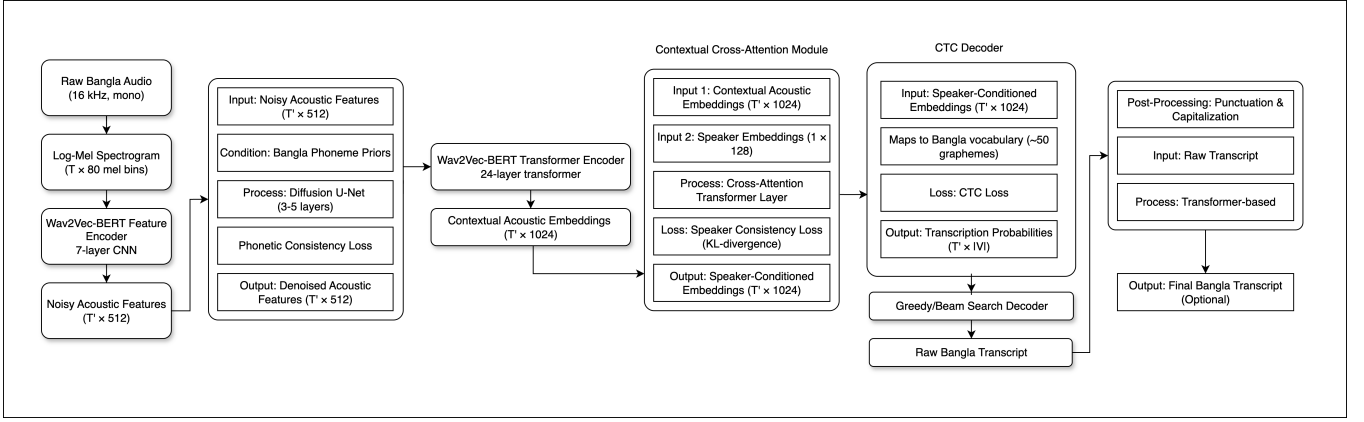 Raw Bangla Audio
(16 kHz, mono)
Log-Mel Spectrogram
(T × 80 mel bins)
Wav2Vec-BERT Feature
Encoder
7-layer CNN
Noisy Acoustic Features
(T' × 512)
Input: Noisy Acoustic Features
(T' × 512)
Condition: Bangla Phoneme Priors
Process: Diffusion U-Net
(3-5 layers)
Phonetic Consistency Loss
Output: Denoised Acoustic
Features (T' × 512)
Wav2Vec-BERT Transformer Encoder
24-layer transformer
Contextual Acoustic Embeddings
(T' × 1024)
Contextual Cross-Attention Module
Input 1: Contextual Acoustic
Embeddings (T' × 1024)
Input 2: Speaker Embeddings (1 ×
128)
Process: Cross-Attention
Transformer Layer
Loss: Speaker Consistency Loss
(KL-divergence)
Output: Speaker-Conditioned
Embeddings (T' × 1024)
CTC Decoder
Input: Speaker-Conditioned
Embeddings (T' × 1024)
Maps to Bangla vocabulary (~50
graphemes)
Loss: CTC Loss
Output: Transcription Probabilities
(T' × |V|)
Greedy/Beam Search Decoder
Raw Bangla Transcript
Post-Processing: Punctuation &
Capitalization
Input: Raw Transcript
Process: Transformer-based
Output: Final Bangla Transcript
(Optional)